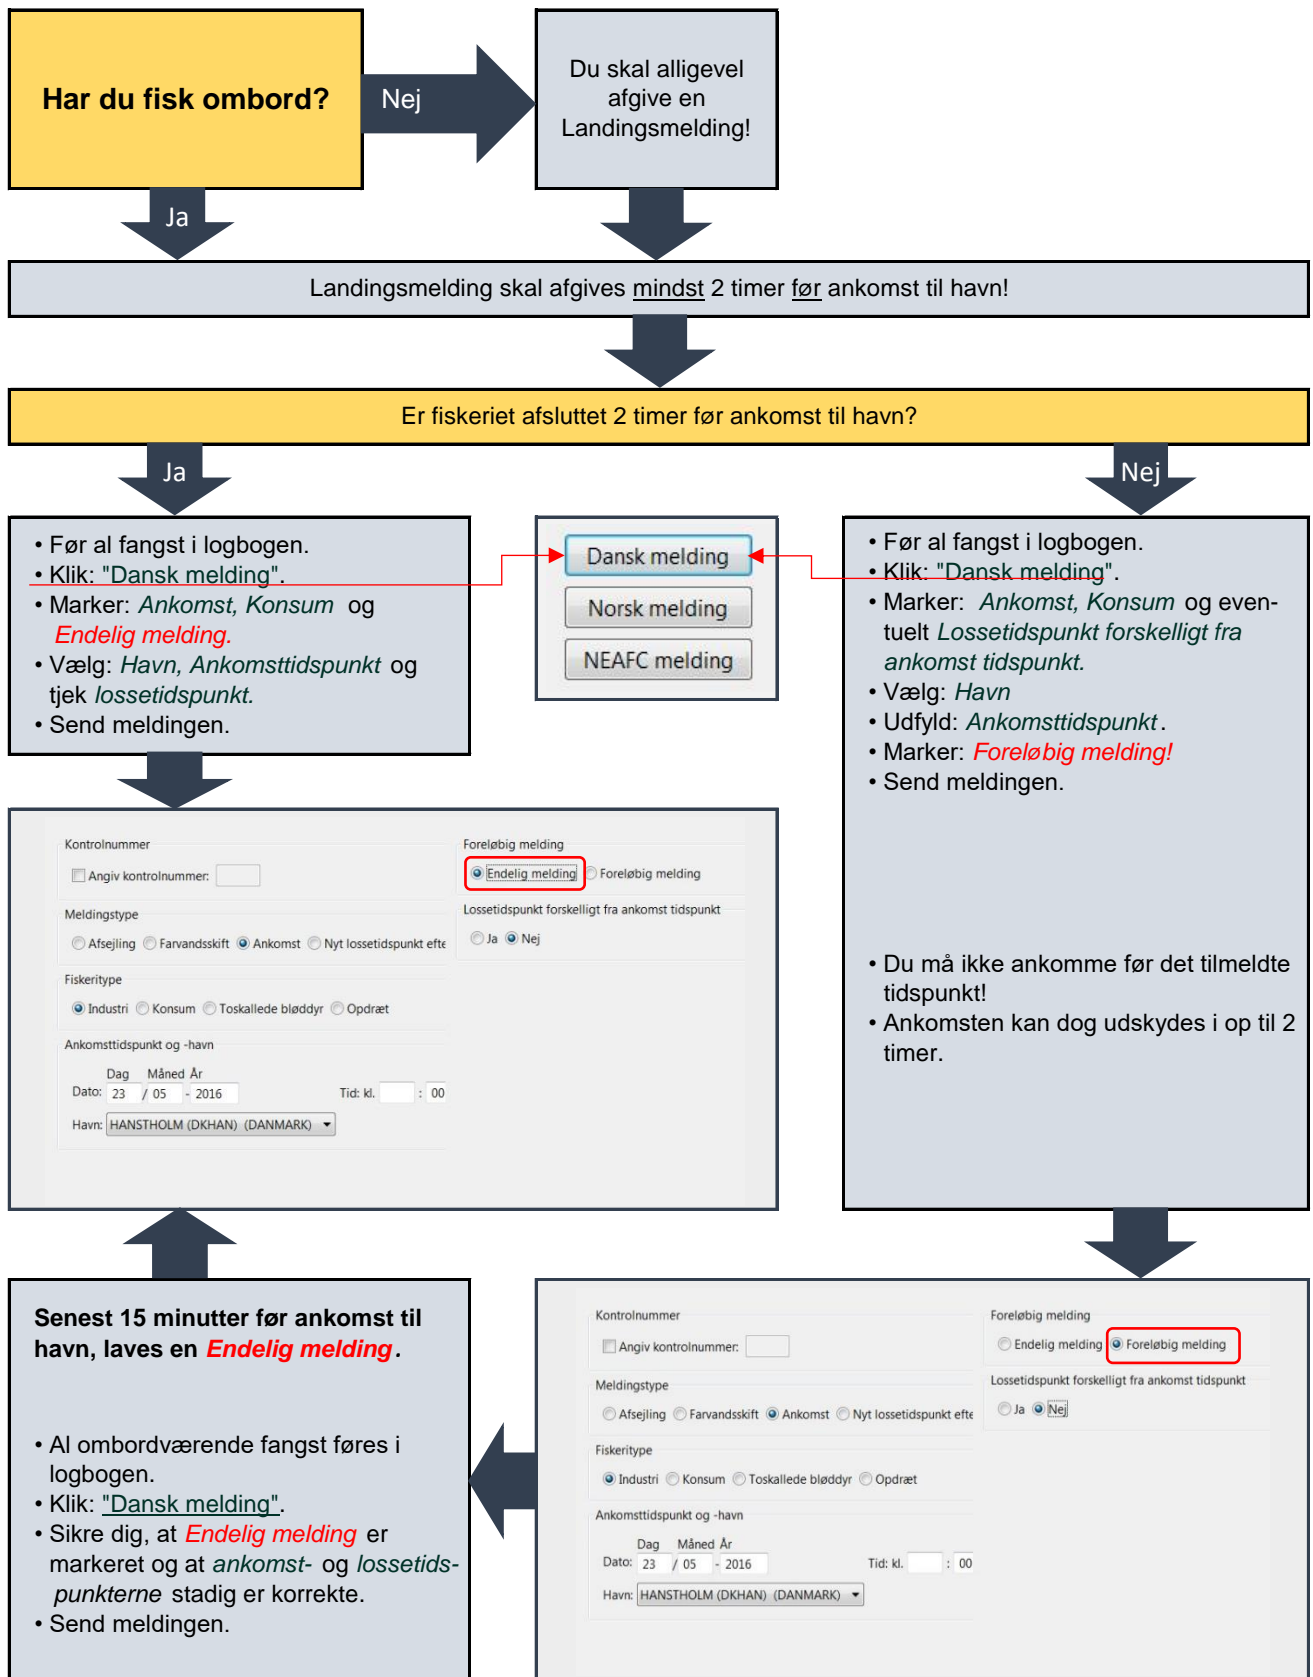 Har du fisk ombord?
Nej
Du skal alligevel
afgive en
Landingsmelding!
Ja
Landingsmelding skal afgives mindst 2 timer før ankomst til havn!
Er fiskeriet afsluttet 2 timer før ankomst til havn?
Ja
Nej
• Før al fangst i logbogen.
• Klik: "Dansk melding".
• Marker: Ankomst, Konsum og
Endelig melding.
• Vælg: Havn, Ankomsttidspunkt og
tjek lossetidspunkt.
• Send meldingen.
Dansk melding
Norsk melding
NEAFC melding
• Før al fangst i logbogen.
• Klik: "Dansk melding".
• Marker: Ankomst, Konsum og even-
tuelt Lossetidspunkt forskelligt fra
ankomst tidspunkt.
• Vælg: Havn
• Udfyld: Ankomsttidspunkt.
• Marker: Foreløbig melding!
• Send meldingen.
• Du må ikke ankomme før det tilmeldte
tidspunkt!
• Ankomsten kan dog udskydes i op til 2
timer.
Kontrolnummer
Angiv kontrolnummer:
Meldingstype
Afsejling Farvandsskift Ankomst Nyt lossetidspunkt efte
Fiskeritype
Industri Konsum Toskallede bløddyr Opdræt
Ankomsttidspunkt og -havn
Dag Måned År
Dato: 23 / 05 - 2016 Tid: kl. : 00
Havn: HANSTHOLM (DKHAN) (DANMARK)
Foreløbig melding
Endelig melding Foreløbig melding
Lossetidspunkt forskelligt fra ankomst tidspunkt
Ja Nej
Senest 15 minutter før ankomst til
havn, laves en Endelig melding.
• Al ombordværende fangst føres i
logbogen.
• Klik: "Dansk melding".
• Sikre dig, at Endelig melding er
markeret og at ankomst- og lossetids-
punkterne stadig er korrekte.
• Send meldingen.
Kontrolnummer
Angiv kontrolnummer:
Meldingstype
Afsejling Farvandsskift Ankomst Nyt lossetidspunkt efte
Fiskeritype
Industri Konsum Toskallede bløddyr Opdræt
Ankomsttidspunkt og -havn
Dag Måned År
Dato: 23 / 05 - 2016 Tid: kl. : 00
Havn: HANSTHOLM (DKHAN) (DANMARK)
Foreløbig melding
Endelig melding Foreløbig melding
Lossetidspunkt forskelligt fra ankomst tidspunkt
Ja Nej